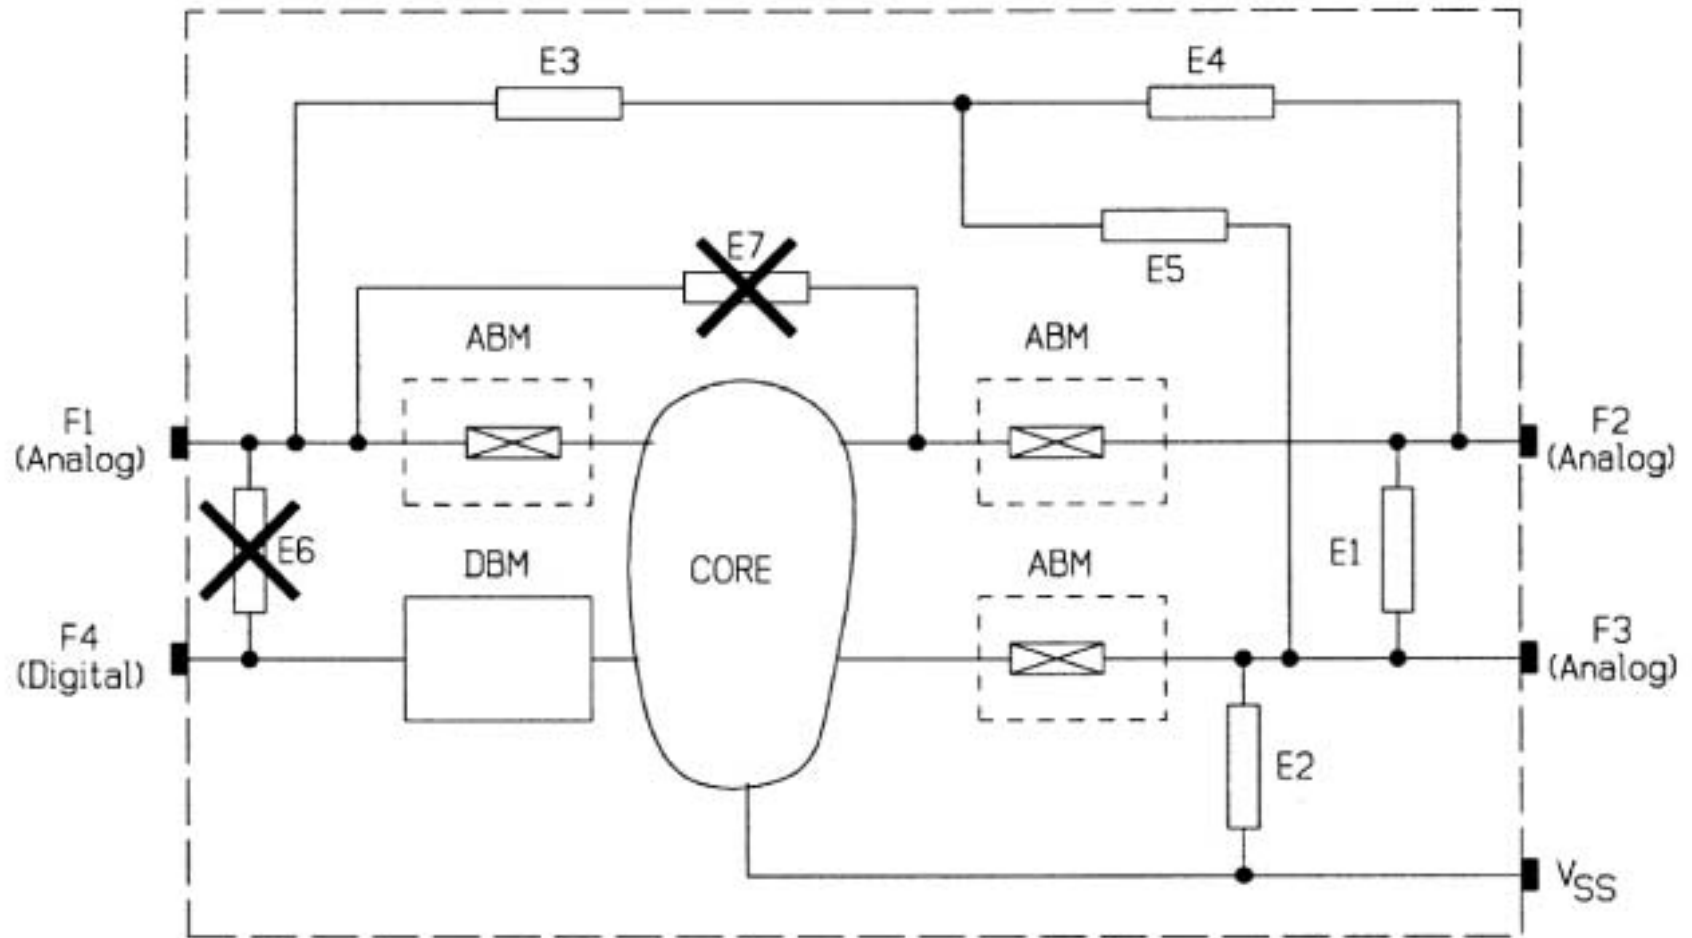 E3
E4
E7
E5
ABM
ABM
F1
(Analog)
F2
(Analog)
E6
DBM
CORE
ABM
E1
F4
(Digital)
F3
(Analog)
E2
VSS